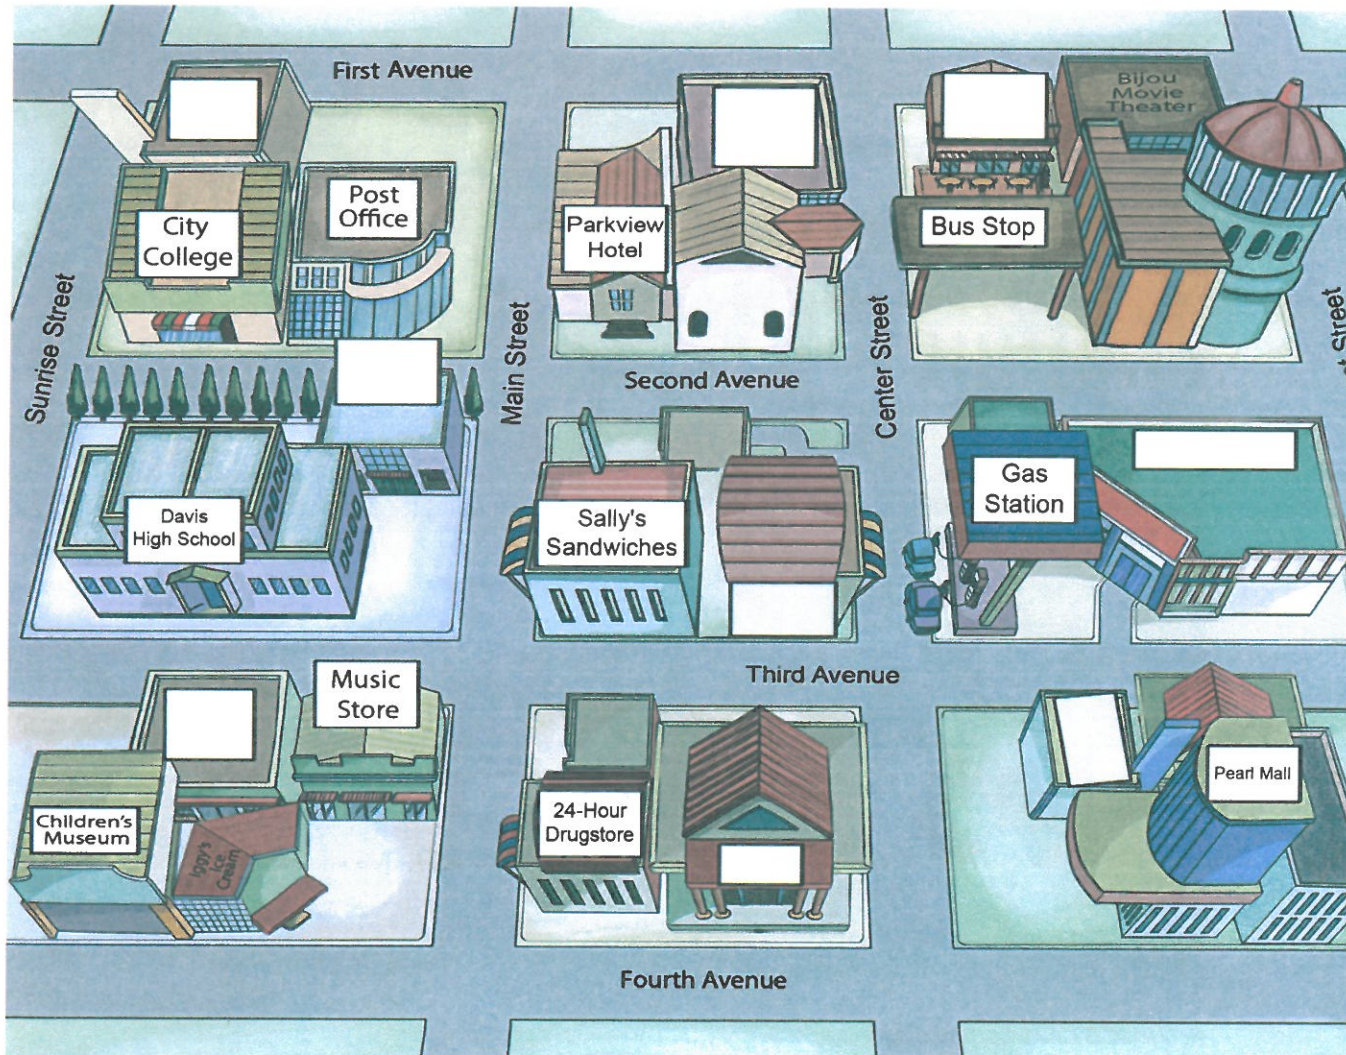 First Avenue
Bijou
Movie
Theater
City
College
Post
Office
Parkview
Hotel
Bus Stop
Sunrise Street
Main Street
Center Street
Second Avenue
Davis
High School
Sally's
Sandwiches
Gas
Station
Third Avenue
Music
Store
Children's
Museum
Iggy's
Ice
Cream
24-Hour
Drugstore
Pearl Mall
Fourth Avenue